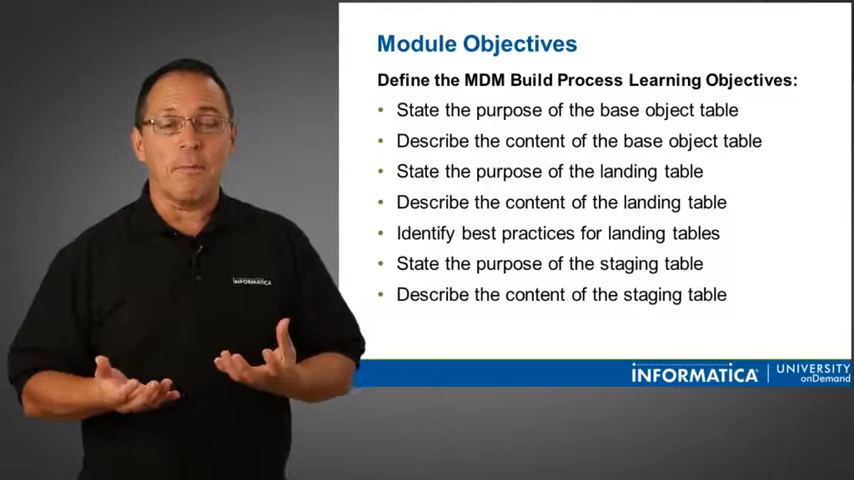 Module Objectives
Define the MDM Build Process Learning Objectives:
• State the purpose of the base object table
• Describe the content of the base object table
• State the purpose of the landing table
• Describe the content of the landing table
• Identify best practices for landing tables
• State the purpose of the staging table
• Describe the content of the staging table
INFORMATICA
INFORMATICA | UNIVERSITY
onDemand